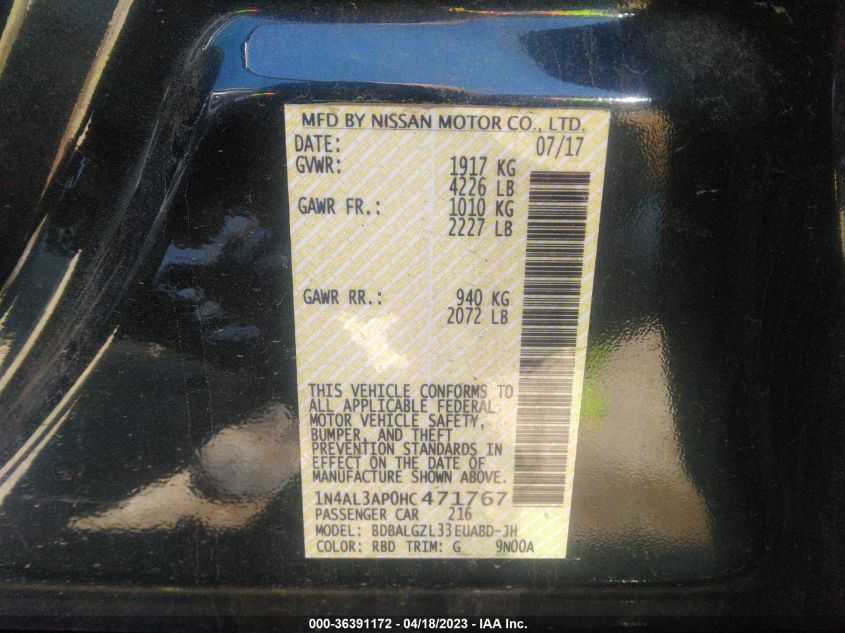 MFD BY NISSAN MOTOR CO., LTD.
DATE: 07/17
GVWR: 1917 KG
4226 LB
GAWR FR.: 1010 KG
2227 LB
GAWR RR.: 940 KG
2072 LB
THIS VEHICLE CONFORMS TO
ALL APPLICABLE FEDERAL
MOTOR VEHICLE SAFETY,
BUMPER, AND THEFT
PREVENTION STANDARDS IN
EFFECT ON THE DATE OF
MANUFACTURE SHOWN ABOVE.
1N4AL3AP0HC471767
PASSENGER CAR 216
MODEL: BDBALGZL33EUABD-JH
COLOR: RBD TRIM: G 9N00A
000-36391172 - 04/18/2023 - IAA Inc.